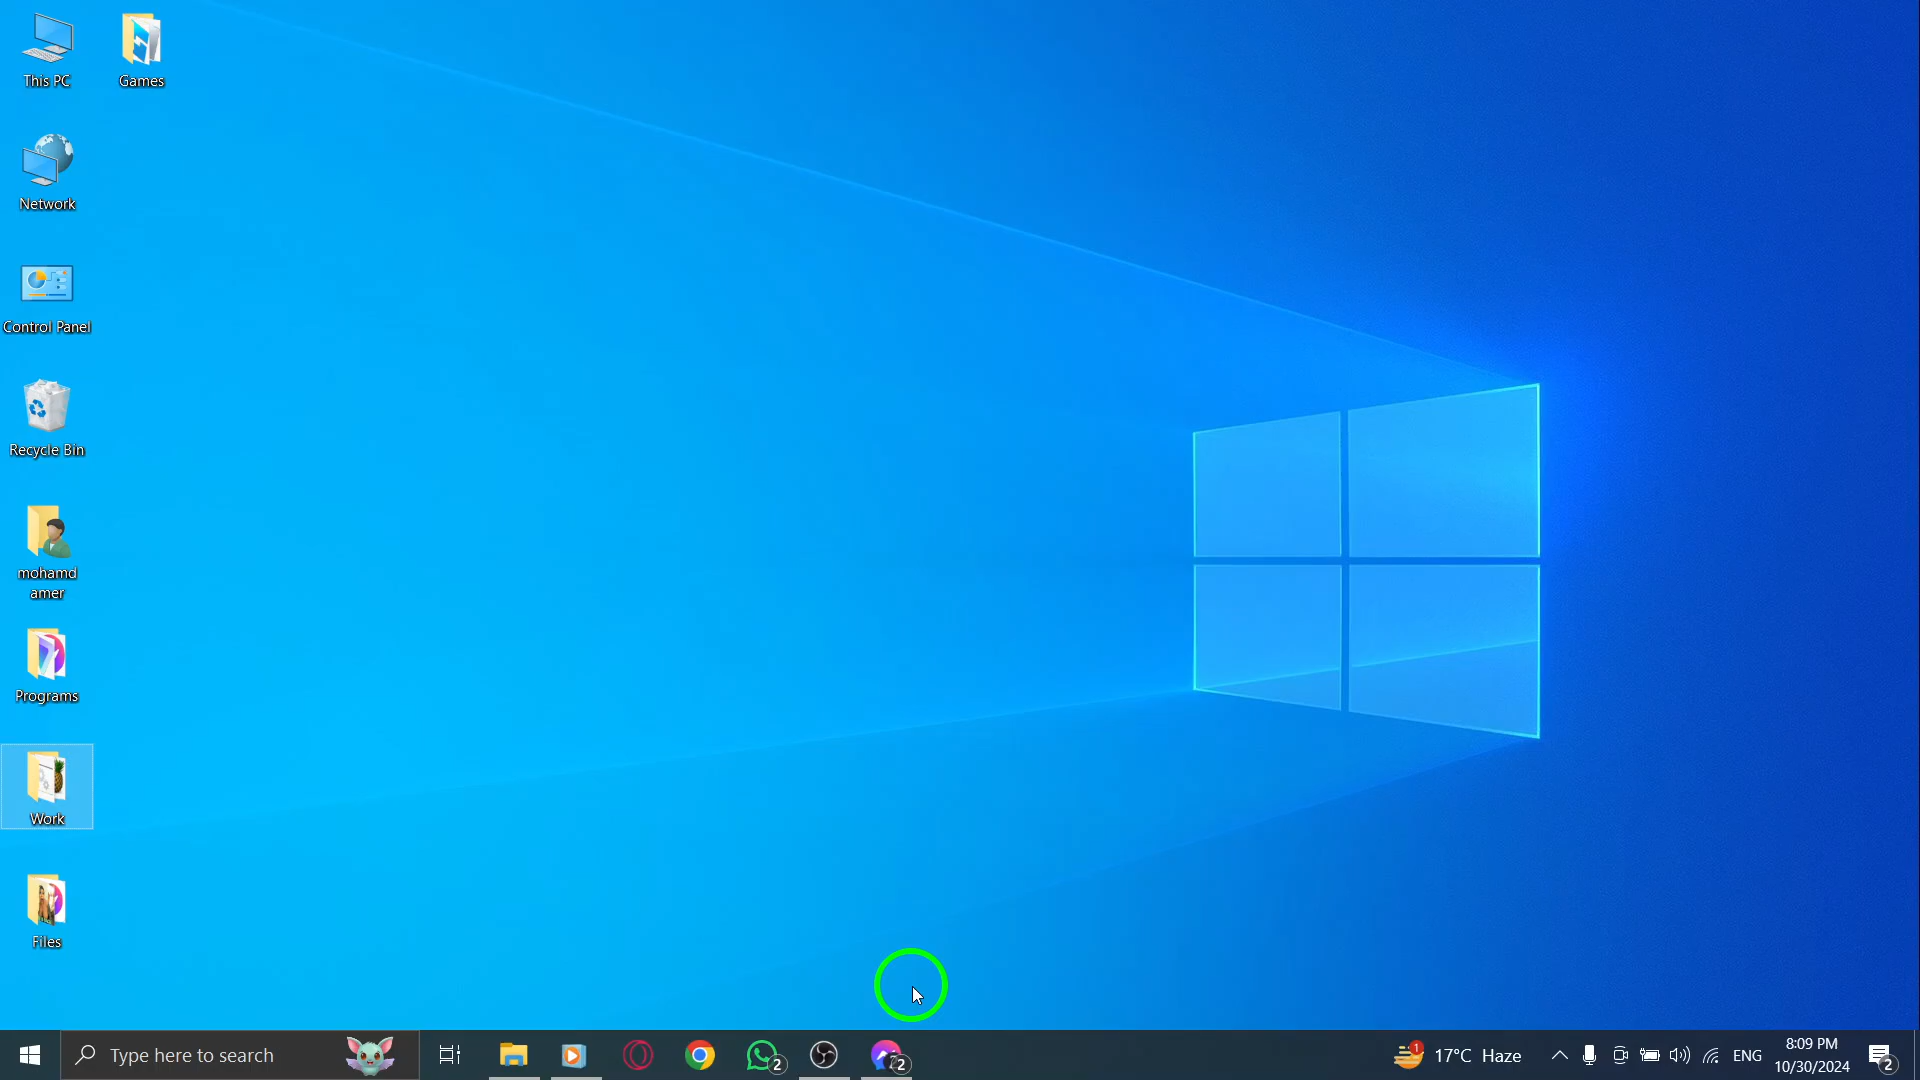 This PC
Games
Network
Control Panel
Recycle Bin
mohamd
amer
Programs
Work
Files
Type here to search
2
2
1
17°C Haze
ENG
8:09 PM
10/30/2024
2